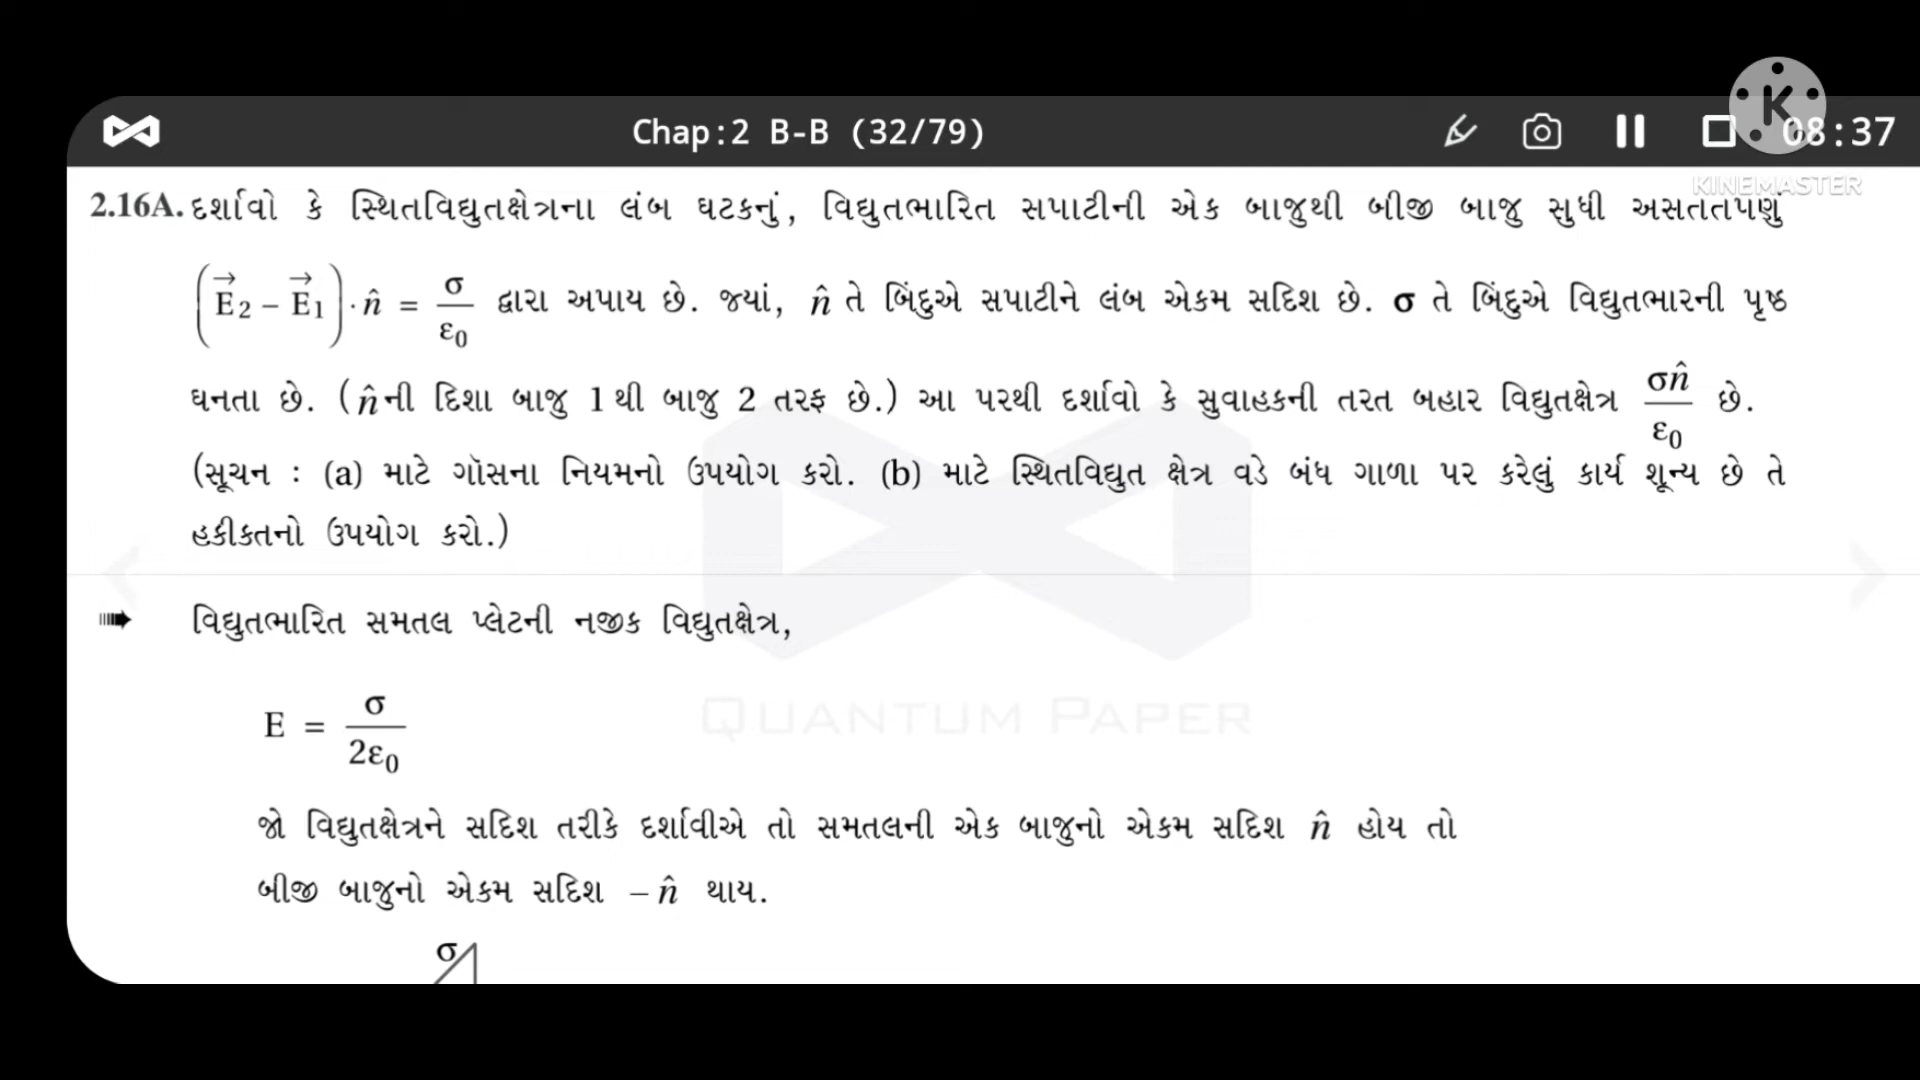 Chap:2 B-B (32/79)
08:37
KINEMASTER
2.16A. દર્શાવો કે સ્થિતવિદ્યુતક્ષેત્રના લંબ ઘટકનું, વિદ્યુતભારિત સપાટીની એક બાજુથી બીજી બાજુ સુધી અસતતપણું
(E⃗2 – E⃗1) · n̂ = σ/ε0 દ્વારા અપાય છે. જ્યાં, n̂ તે બિંદુએ સપાટીને લંબ એકમ સદિશ છે. σ તે બિંદુએ વિદ્યુતભારની પૃષ્ઠ
ઘનતા છે. (n̂ની દિશા બાજુ 1થી બાજુ 2 તરફ છે.) આ પરથી દર્શાવો કે સુવાહકની તરત બહાર વિદ્યુતક્ષેત્ર σn̂/ε0 છે.
(સૂચન : (a) માટે ગૉસના નિયમનો ઉપયોગ કરો. (b) માટે સ્થિતવિદ્યુત ક્ષેત્ર વડે બંધ ગાળા પર કરેલું કાર્ય શૂન્ય છે તે
હકીકતનો ઉપયોગ કરો.)
➠ વિદ્યુતભારિત સમતલ પ્લેટની નજીક વિદ્યુતક્ષેત્ર,
QUANTUM PAPER
E = σ/2ε0
જો વિદ્યુતક્ષેત્રને સદિશ તરીકે દર્શાવીએ તો સમતલની એક બાજુનો એકમ સદિશ n̂ હોય તો
બીજી બાજુનો એકમ સદિશ – n̂ થાય.
σ